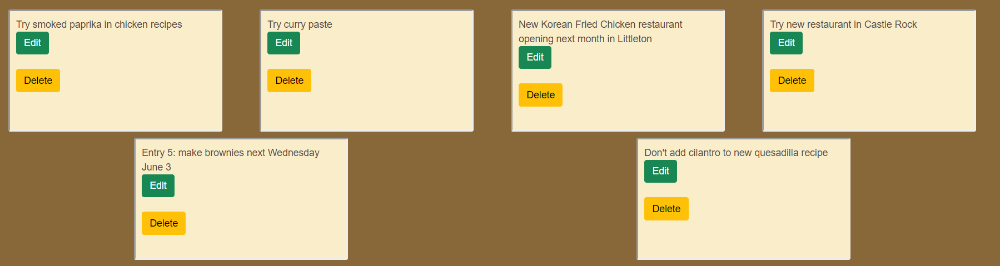 Try smoked paprika in chicken recipes
Edit
Delete
Try curry paste
Edit
Delete
New Korean Fried Chicken restaurant
opening next month in Littleton
Edit
Delete
Try new restaurant in Castle Rock
Edit
Delete
Entry 5: make brownies next Wednesday
June 3
Edit
Delete
Don't add cilantro to new quesadilla recipe
Edit
Delete